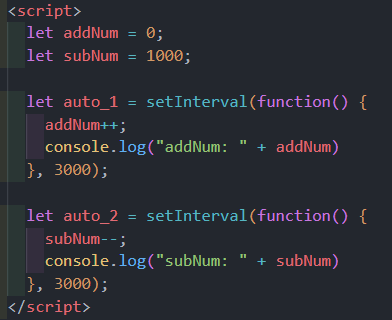 <script>
let addNum = 0;
let subNum = 1000;
let auto_1 = setInterval(function() {
addNum++;
console.log("addNum: " + addNum)
}, 3000);
let auto_2 = setInterval(function() {
subNum--;
console.log("subNum: " + subNum)
}, 3000);
</script>